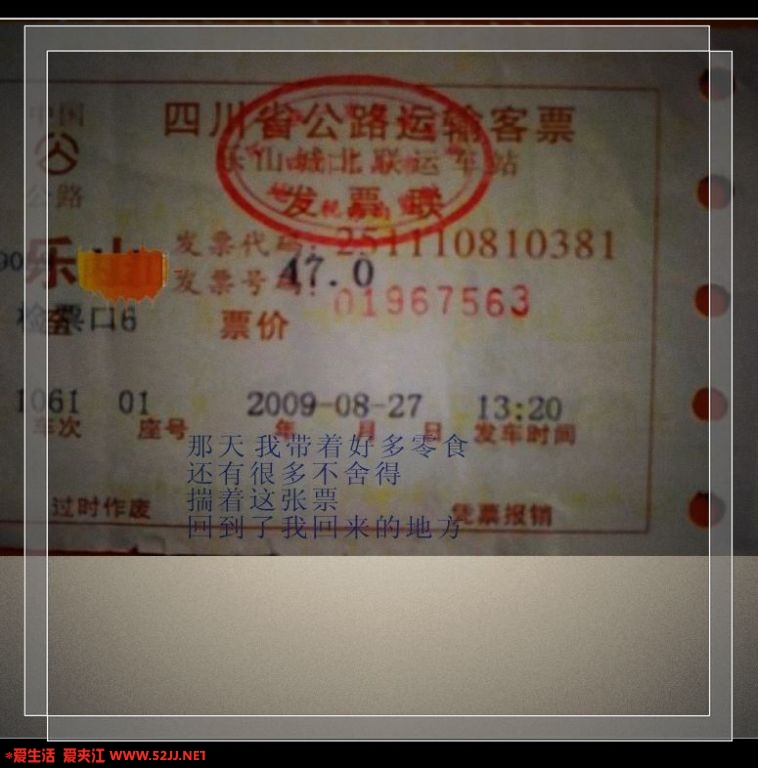 中国
四川省公路运输客票
乐山城北联运车站
公路
发票联
乐山
发票代码: 251110810381
发票号码: 01967563
47.0
检票口6
票价
1061 01 2009-08-27 13:20
车次 座号 年 月 日 发车时间
那天我带着好多零食
还有很多不舍得
揣着这张票
回到了我回来的地方
过时作废 凭票报销
*爱生活 爱夹江 WWW.52JJ.NET